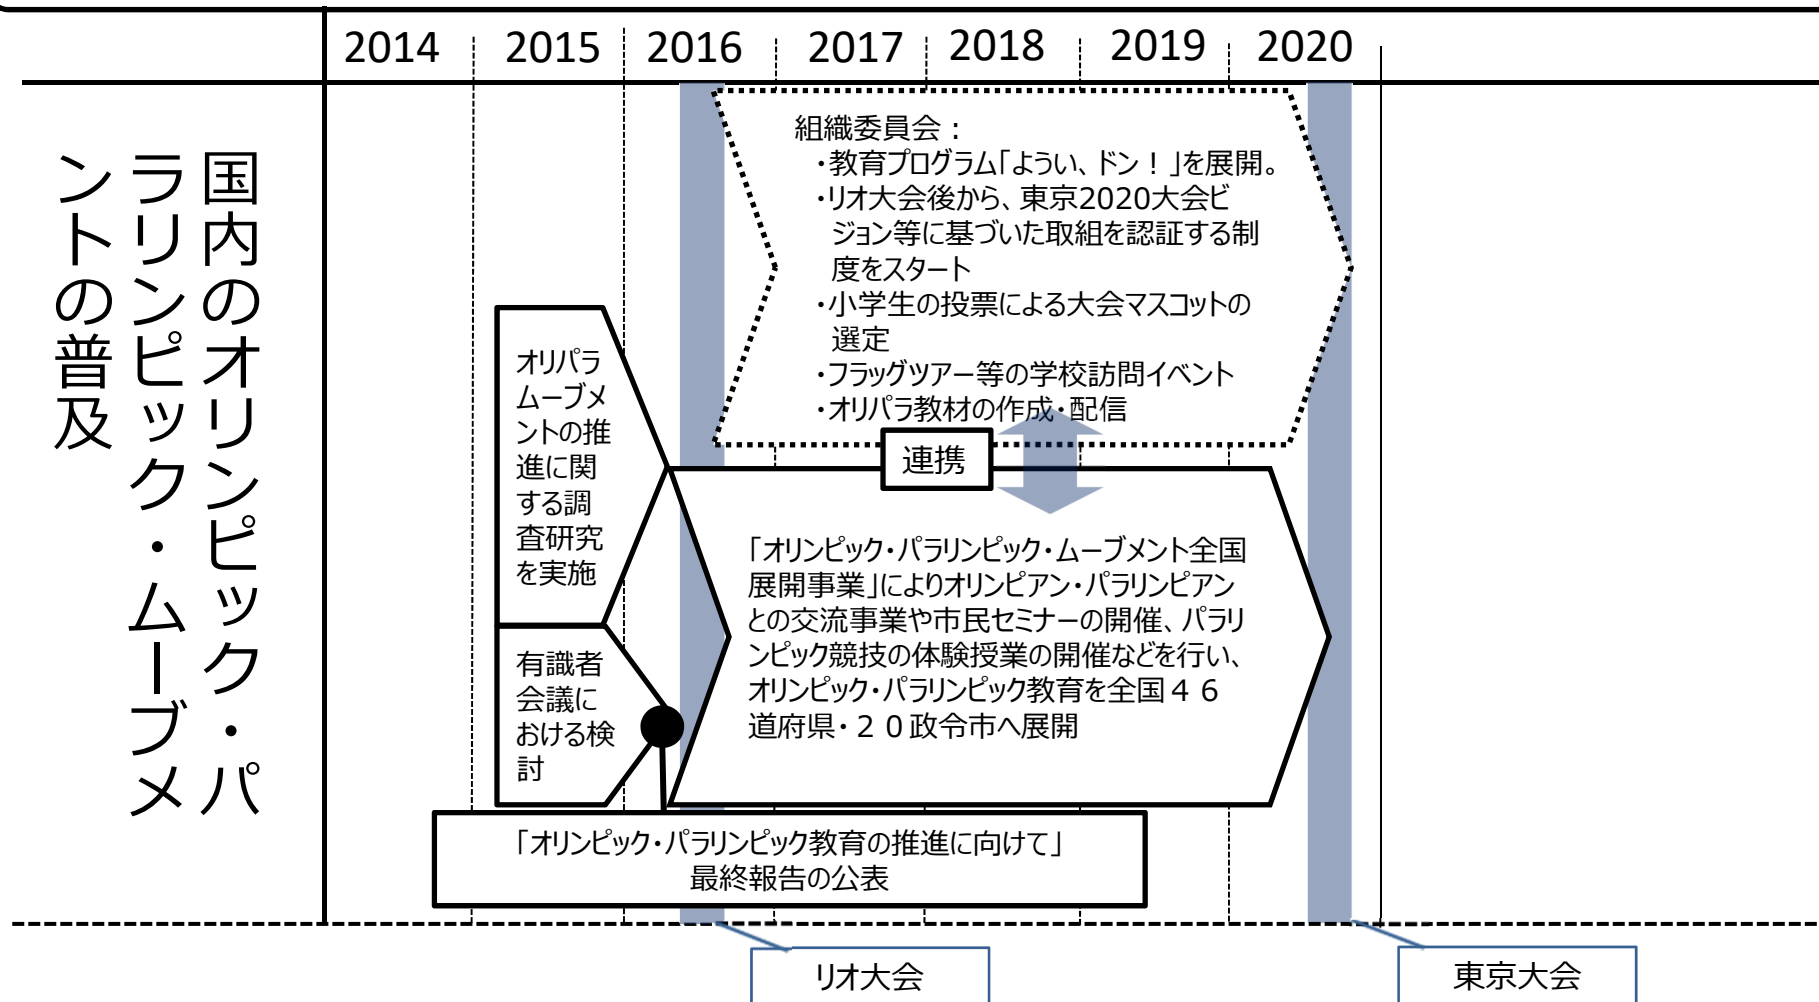 2014 2015 2016 2017 2018 2019 2020
国内のオリンピック・パ
ラリンピック・ムーブメ
ントの普及
組織委員会：
・教育プログラム「ようい、ドン！」を展開。
・リオ大会後から、東京2020大会ビ
ジョン等に基づいた取組を認証する制
度をスタート
・小学生の投票による大会マスコットの
選定
・フラッグツアー等の学校訪問イベント
・オリパラ教材の作成・配信
連携
オリパラ
ムーブメ
ントの推
進に関
する調
査研究
を実施
「オリンピック・パラリンピック・ムーブメント全国
展開事業」によりオリンピアン・パラリンピアン
との交流事業や市民セミナーの開催、パラリ
ンピック競技の体験授業の開催などを行い、
オリンピック・パラリンピック教育を全国４６
道府県・２０政令市へ展開
有識者
会議に
おける検
討
「オリンピック・パラリンピック教育の推進に向けて」
最終報告の公表
リオ大会
東京大会